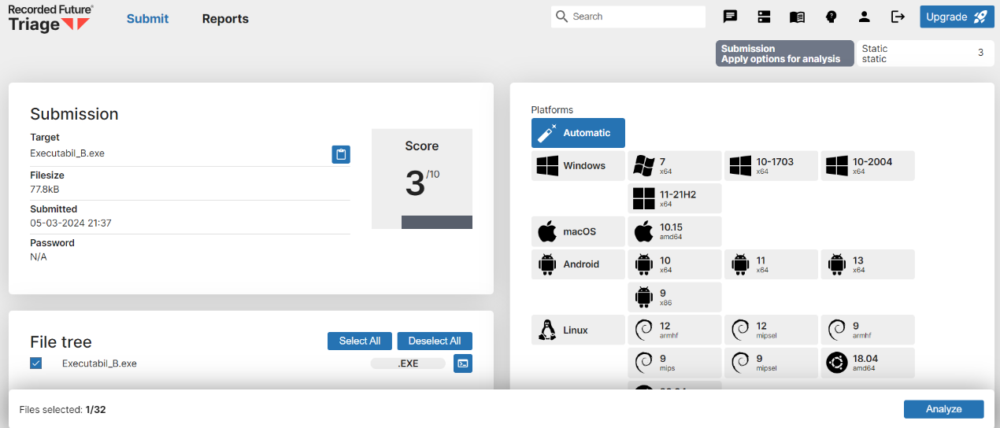 Recorded Future®
Triage
Submit
Reports
Search
Upgrade
Submission
Apply options for analysis
Static
static
3
Submission
Target
Executabil_B.exe
Filesize
77.8kB
Submitted
05-03-2024 21:37
Password
N/A
Score
3/10
File tree
Select All
Deselect All
Executabil_B.exe
.EXE
Platforms
Automatic
Windows
7
x64
10-1703
x64
10-2004
x64
11-21H2
x64
macOS
10.15
amd64
Android
10
x64
11
x64
13
x64
9
x86
Linux
12
armhf
12
mipsel
9
armhf
9
mips
9
mipsel
18.04
amd64
Files selected: 1/32
Analyze